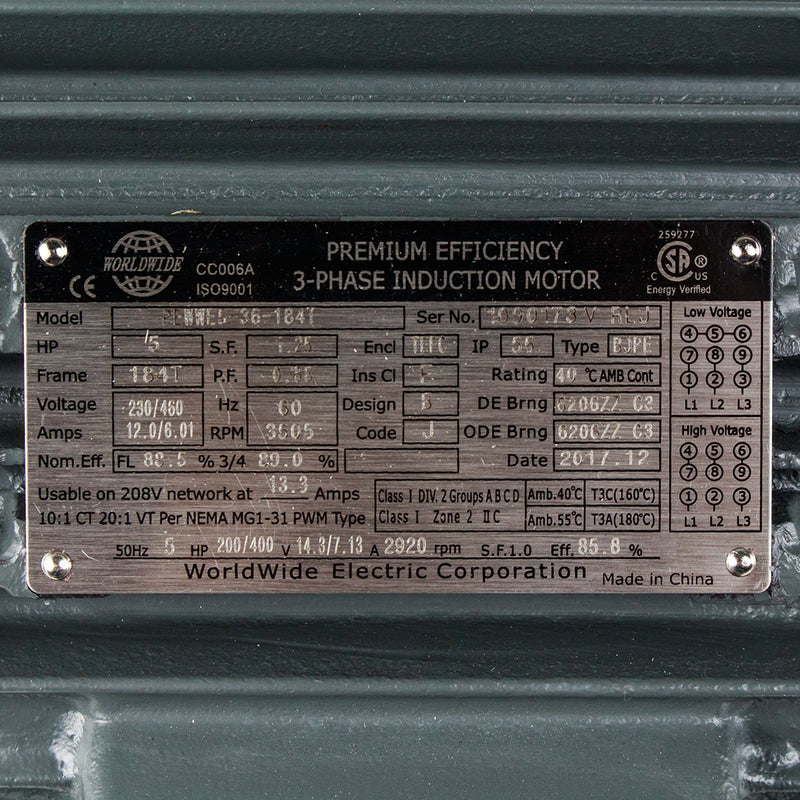 WORLDWIDE
CE
CC006A
ISO9001
PREMIUM EFFICIENCY
3-PHASE INDUCTION MOTOR
259277
C SA ® US
Energy Verified
Model 36-184T Ser No.
HP 5 S.F. 1.25 Encl TEFC IP 55 Type
Frame 184T P.F. 0.88 Ins Cl F Rating 40 °C AMB Cont
Voltage 230/460 Hz 60 Design B DE Brng 6206ZZ C3
Amps 12.0/6.01 RPM 3505 Code J ODE Brng 6206ZZ C3
Nom.Eff. FL 88.5 % 3/4 89.0 % Date 2017.12
Usable on 208V network at 13.3 Amps
10:1 CT 20:1 VT Per NEMA MG1-31 PWM Type
Class I DIV. 2 Groups A B C D Amb.40°C T3C(160°C)
Class I Zone 2 IIC Amb.55°C T3A(180°C)
Low Voltage
4 5 6
7 8 9
1 2 3
L1 L2 L3
High Voltage
4 5 6
7 8 9
1 2 3
L1 L2 L3
50Hz 5 HP 200/400 V 14.3/7.13 A 2920 rpm S.F.1.0 Eff.85.8 %
WorldWide Electric Corporation
Made in China